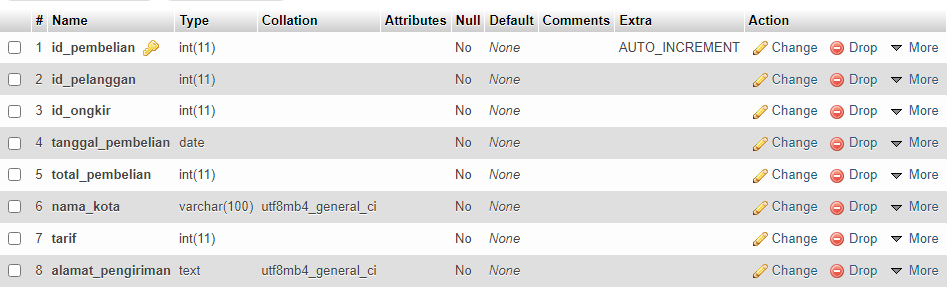 # Name Type Collation Attributes Null Default Comments Extra Action
1 id_pembelian int(11) No None AUTO_INCREMENT Change Drop More
2 id_pelanggan int(11) No None Change Drop More
3 id_ongkir int(11) No None Change Drop More
4 tanggal_pembelian date No None Change Drop More
5 total_pembelian int(11) No None Change Drop More
6 nama_kota varchar(100) utf8mb4_general_ci No None Change Drop More
7 tarif int(11) No None Change Drop More
8 alamat_pengiriman text utf8mb4_general_ci No None Change Drop More